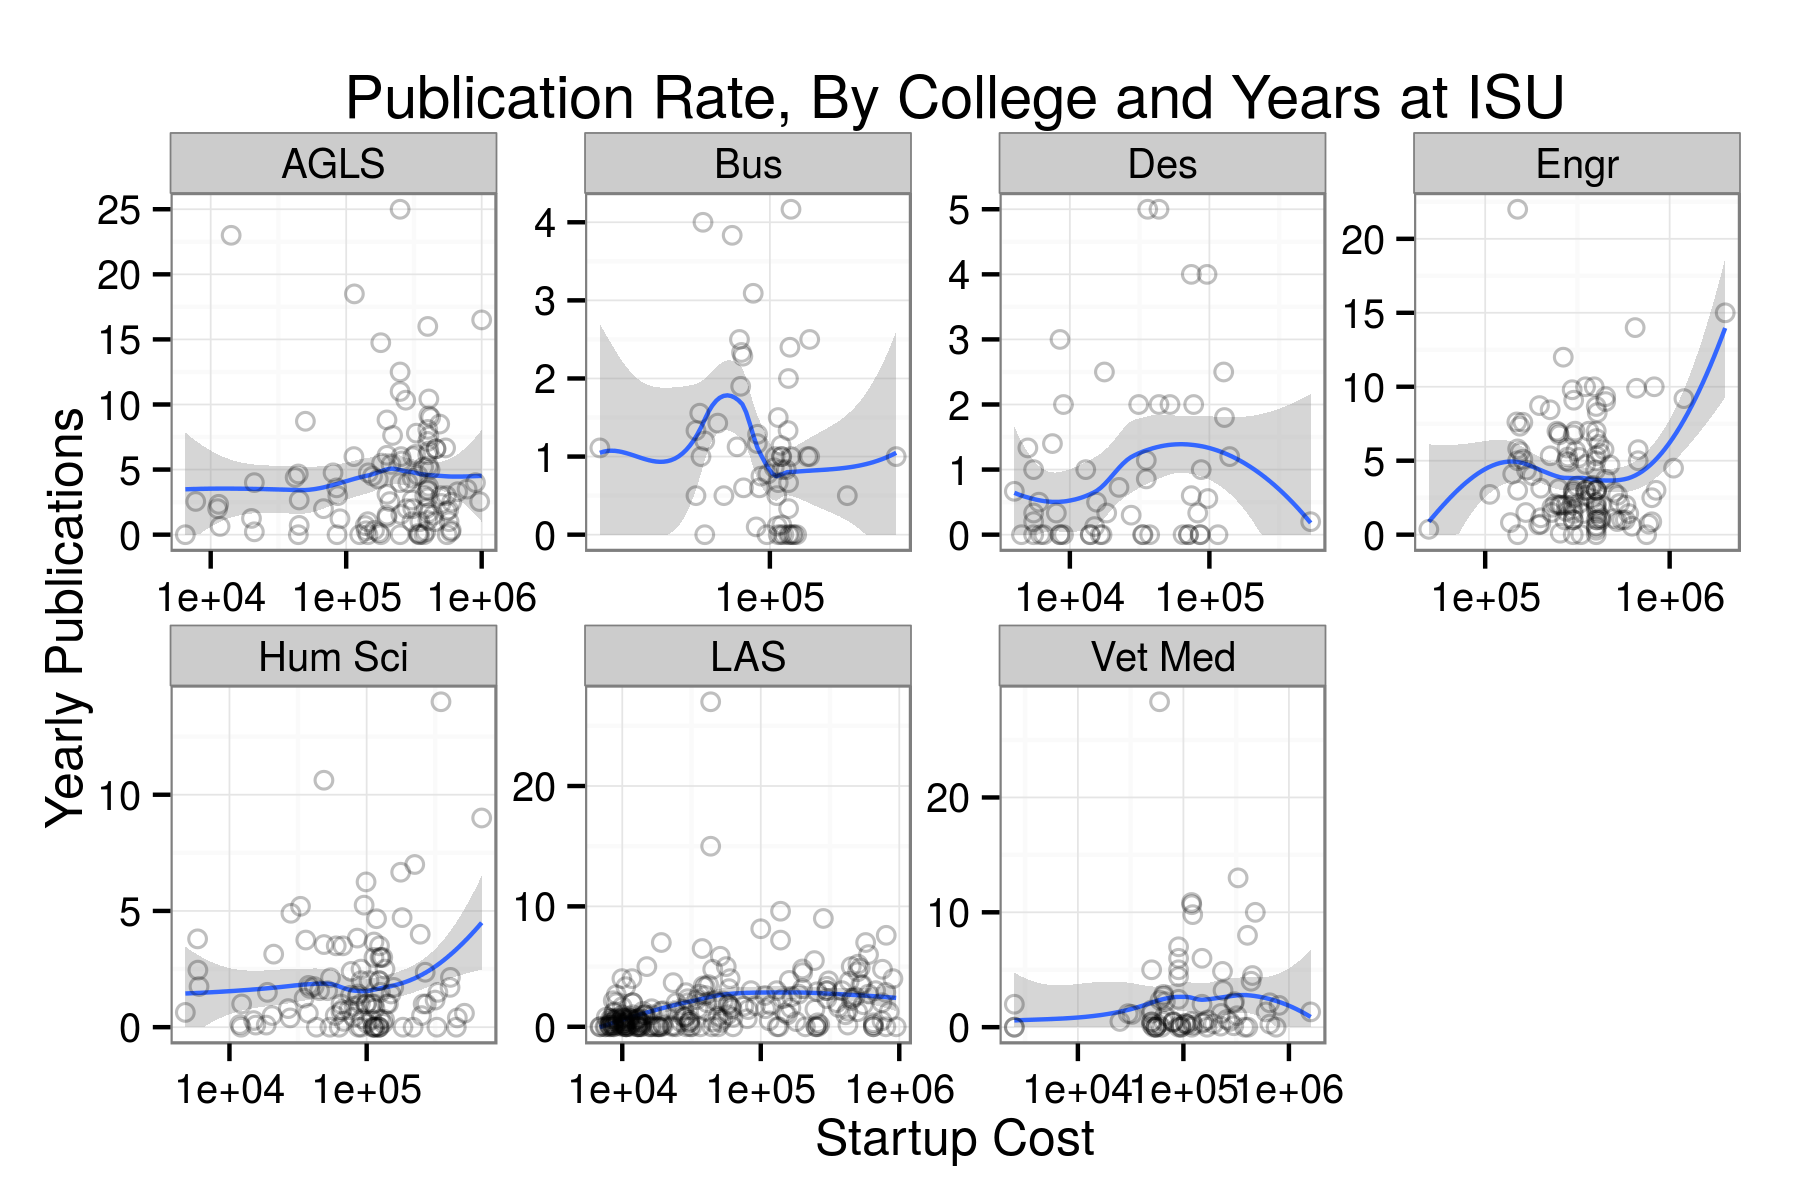 Publication Rate, By College and Years at ISU
AGLS Bus Des Engr
25 20 15 10 5 0
4 3 2 1 0
5 4 3 2 1 0
20 15 10 5 0
1e+04 1e+05 1e+06 1e+05 1e+04 1e+05 1e+05 1e+06
Yearly Publications
Hum Sci LAS Vet Med
10 5 0
20 10 0
20 10 0
1e+04 1e+05 1e+04 1e+05 1e+06 1e+04 1e+05 1e+06
Startup Cost